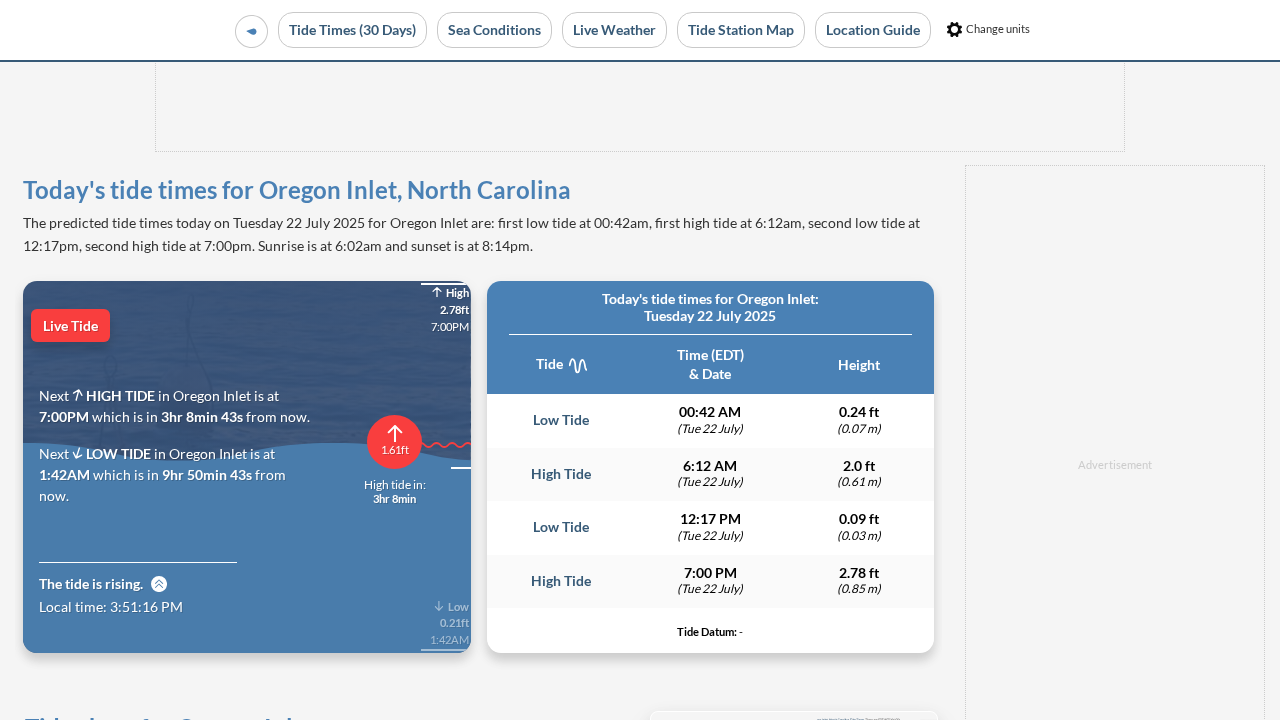 Tide Times (30 Days)
Sea Conditions
Live Weather
Tide Station Map
Location Guide
Change units
Today's tide times for Oregon Inlet, North Carolina
The predicted tide times today on Tuesday 22 July 2025 for Oregon Inlet are: first low tide at 00:42am, first high tide at 6:12am, second low tide at
12:17pm, second high tide at 7:00pm. Sunrise is at 6:02am and sunset is at 8:14pm.
High
2.78ft
7:00PM
Live Tide
Next HIGH TIDE in Oregon Inlet is at
7:00PM which is in 3hr 8min 43s from now.
Next LOW TIDE in Oregon Inlet is at
1:42AM which is in 9hr 50min 43s from
now.
1.61ft
High tide in:
3hr 8min
The tide is rising.
Local time: 3:51:16 PM
Low
0.21ft
1:42AM
Today's tide times for Oregon Inlet:
Tuesday 22 July 2025
Tide
Time (EDT)
& Date
Height
Low Tide
00:42 AM
(Tue 22 July)
0.24 ft
(0.07 m)
High Tide
6:12 AM
(Tue 22 July)
2.0 ft
(0.61 m)
Low Tide
12:17 PM
(Tue 22 July)
0.09 ft
(0.03 m)
High Tide
7:00 PM
(Tue 22 July)
2.78 ft
(0.85 m)
Tide Datum: -
Advertisement